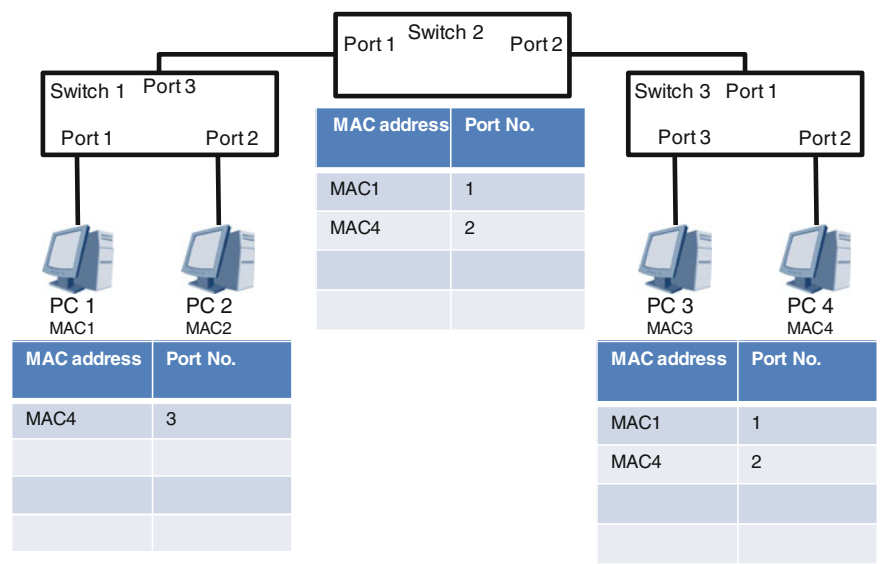 Switch 2
Port 1
Port 2
Switch 1
Port 3
Port 1
Port 2
Switch 3
Port 1
Port 3
Port 2
MAC address Port No.
MAC1 1
MAC4 2
PC 1
MAC1
PC 2
MAC2
PC 3
MAC3
PC 4
MAC4
MAC address Port No.
MAC4 3
MAC address Port No.
MAC1 1
MAC4 2